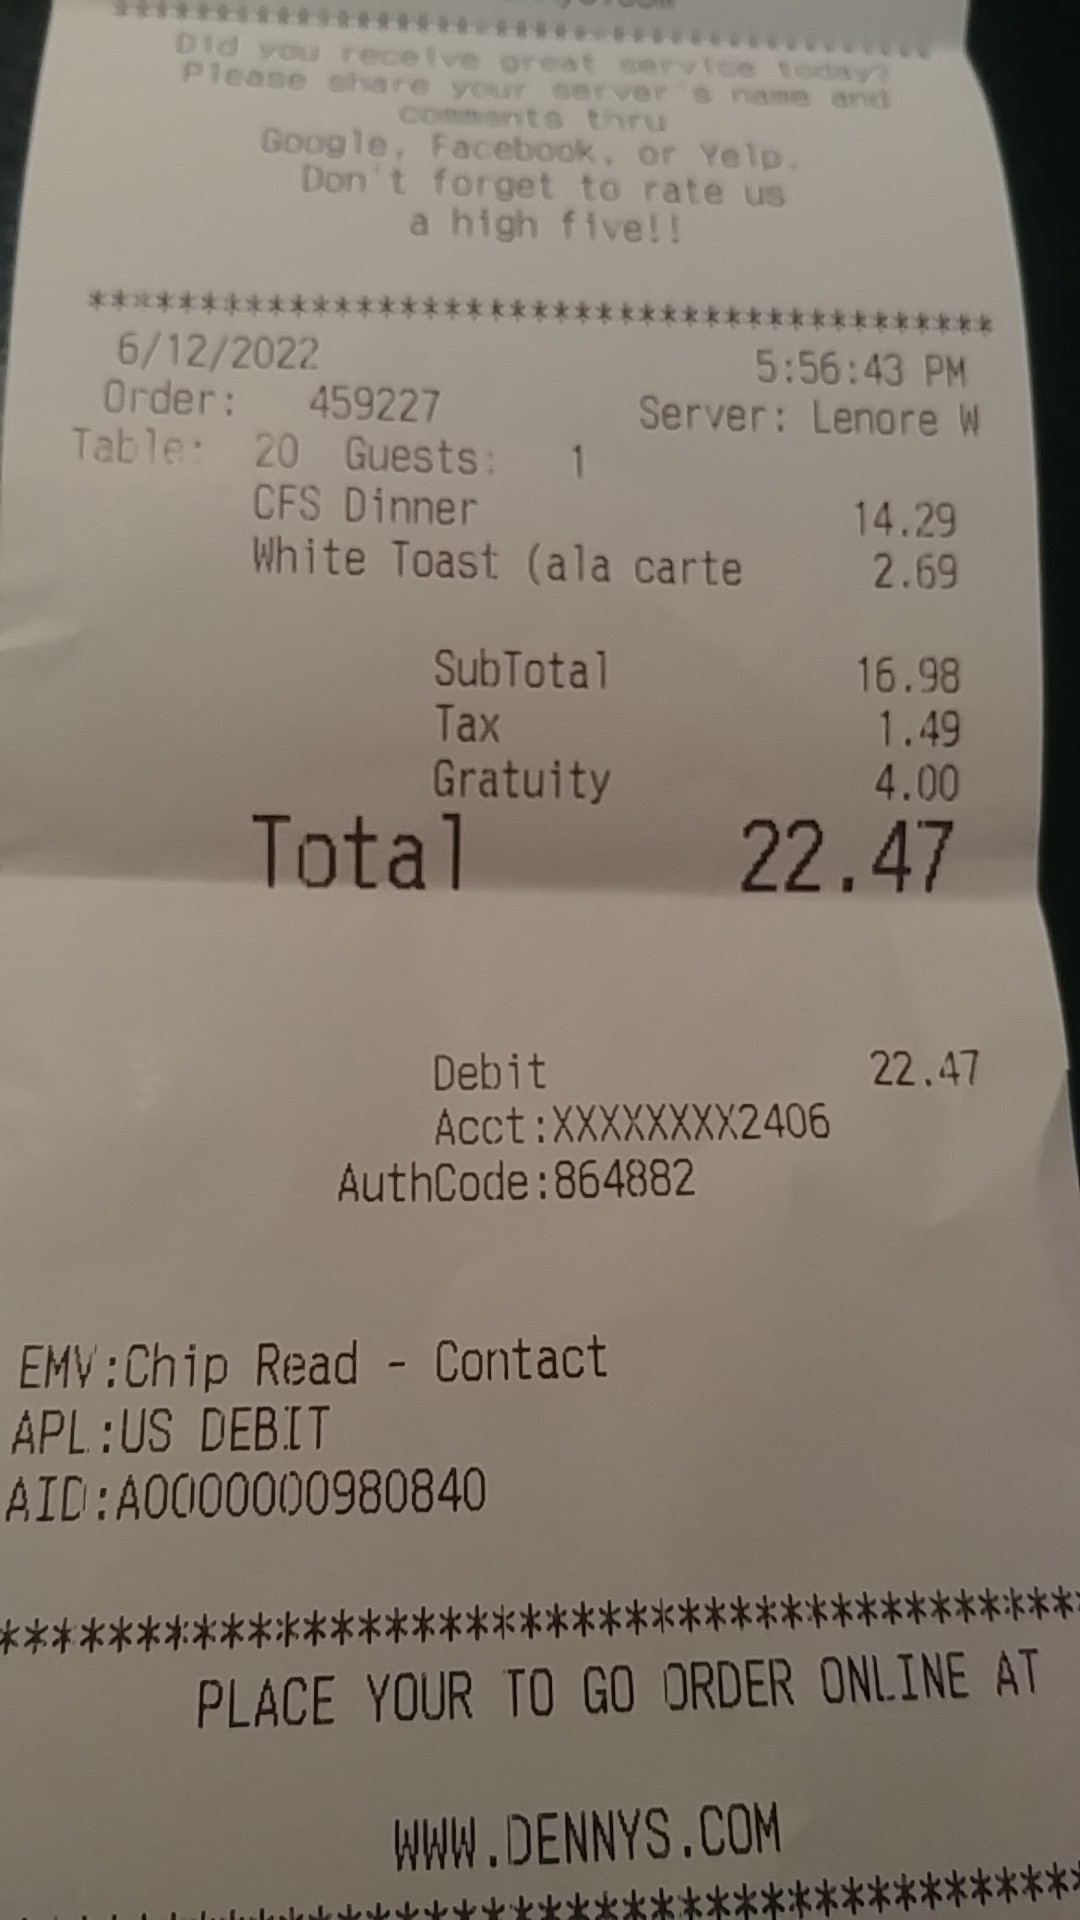 ****************************************
Did you receive great service today?
Please share your server's name and
comments thru
Google, Facebook, or Yelp.
Don't forget to rate us
a high five!!
****************************************
6/12/2022 5:56:43 PM
Order: 459227 Server: Lenore W
Table: 20 Guests: 1
CFS Dinner 14.29
White Toast (ala carte 2.69
SubTotal 16.98
Tax 1.49
Gratuity 4.00
Total 22.47
Debit 22.47
Acct:XXXXXXXX2406
AuthCode:864882
EMV:Chip Read - Contact
APL:US DEBIT
AID:A0000000980840
****************************************
PLACE YOUR TO GO ORDER ONLINE AT
WWW.DENNYS.COM
****************************************